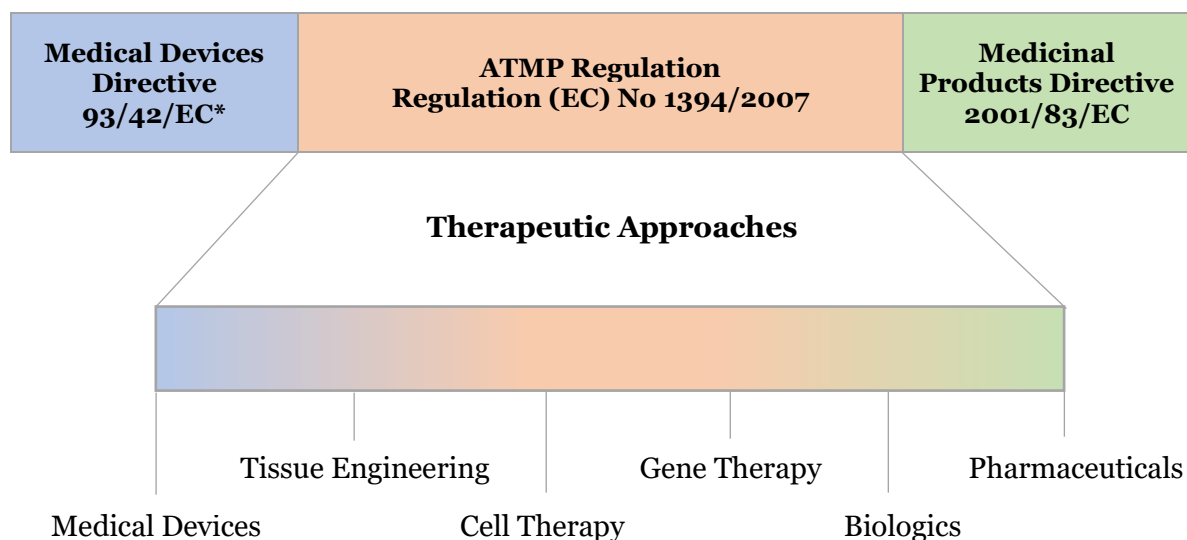 Medical Devices
Directive
93/42/EC*
ATMP Regulation
Regulation (EC) No 1394/2007
Medicinal
Products Directive
2001/83/EC
Therapeutic Approaches
Tissue Engineering
Gene Therapy
Pharmaceuticals
Medical Devices
Cell Therapy
Biologics